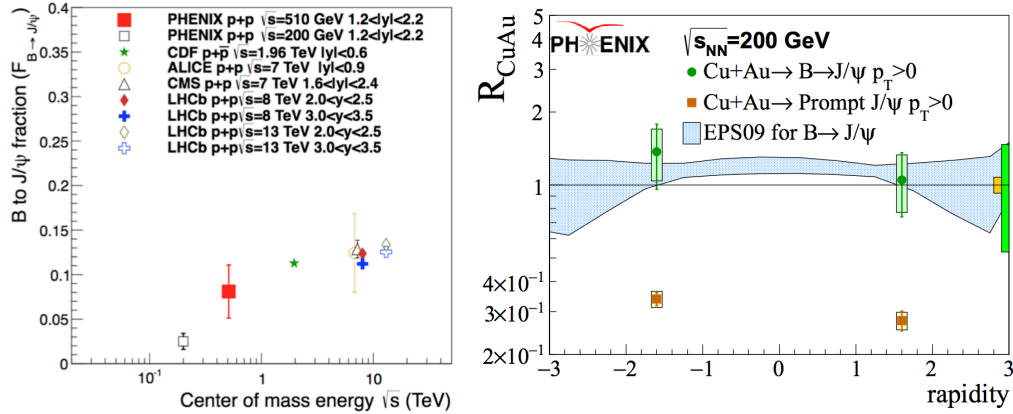 B to J/ψ fraction (F_{B→ J/ψ})
0.4
0.35
0.3
0.25
0.2
0.15
0.1
0.05
0
PHENIX p+p √s=510 GeV 1.2<|y|<2.2
PHENIX p+p √s=200 GeV 1.2<|y|<2.2
CDF p+p̅ √s=1.96 TeV |y|<0.6
ALICE p+p √s=7 TeV |y|<0.9
CMS p+p √s=7 TeV 1.6<|y|<2.4
LHCb p+p √s=8 TeV 2.0<y<2.5
LHCb p+p √s=8 TeV 3.0<y<3.5
LHCb p+p √s=13 TeV 2.0<y<2.5
LHCb p+p √s=13 TeV 3.0<y<3.5
10⁻¹ 1 10
Center of mass energy √s (TeV)
R_{CuAu}
5
4
3
2
1
4×10⁻¹
3×10⁻¹
2×10⁻¹
PHENIX
√s_{NN}=200 GeV
Cu+Au→ B→J/ψ p_T>0
Cu+Au→ Prompt J/ψ p_T>0
EPS09 for B→ J/ψ
−3 −2 −1 0 1 2 3
rapidity